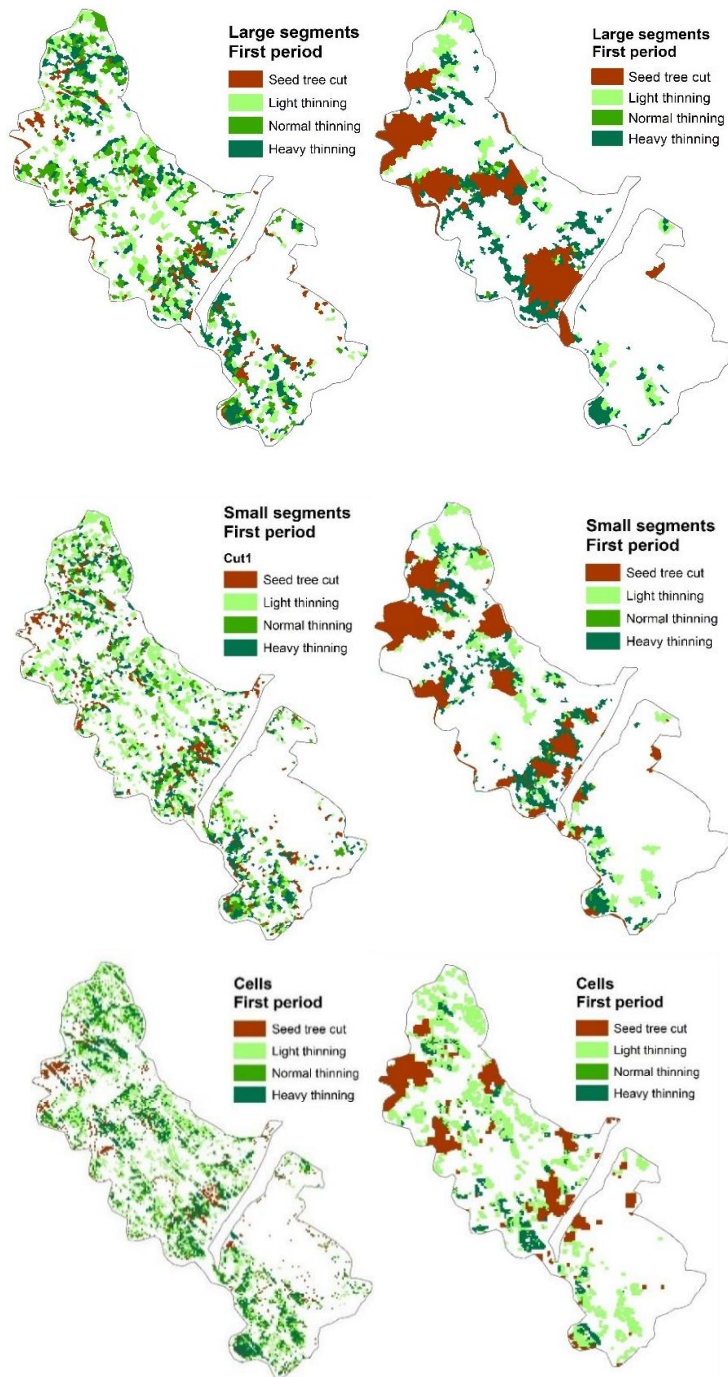 Large segments
First period
Seed tree cut
Light thinning
Normal thinning
Heavy thinning
Large segments
First period
Seed tree cut
Light thinning
Normal thinning
Heavy thinning
Small segments
First period
Cut1
Seed tree cut
Light thinning
Normal thinning
Heavy thinning
Small segments
First period
Seed tree cut
Light thinning
Normal thinning
Heavy thinning
Cells
First period
Seed tree cut
Light thinning
Normal thinning
Heavy thinning
Cells
First period
Seed tree cut
Light thinning
Normal thinning
Heavy thinning